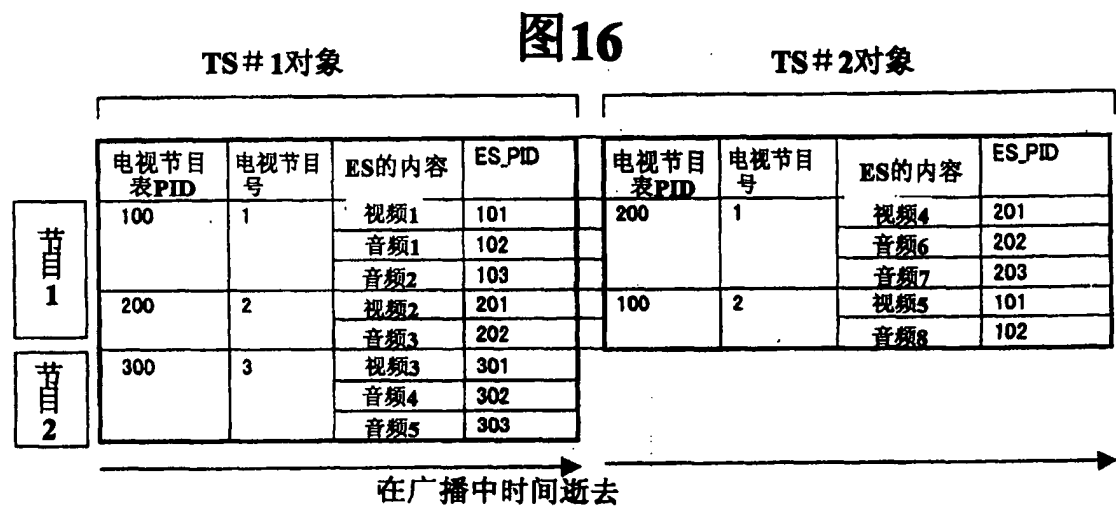 图16
TS#1对象
TS#2对象
电视节目表PID 电视节目号 ES的内容 ES_PID 电视节目表PID 电视节目号 ES的内容 ES_PID
节目1
100 1 视频1 101 200 1 视频4 201
音频1 102 音频6 202
音频2 103 音频7 203
200 2 视频2 201 100 2 视频5 101
音频3 202 音频8 102
节目2
300 3 视频3 301
音频4 302
音频5 303
在广播中时间逝去